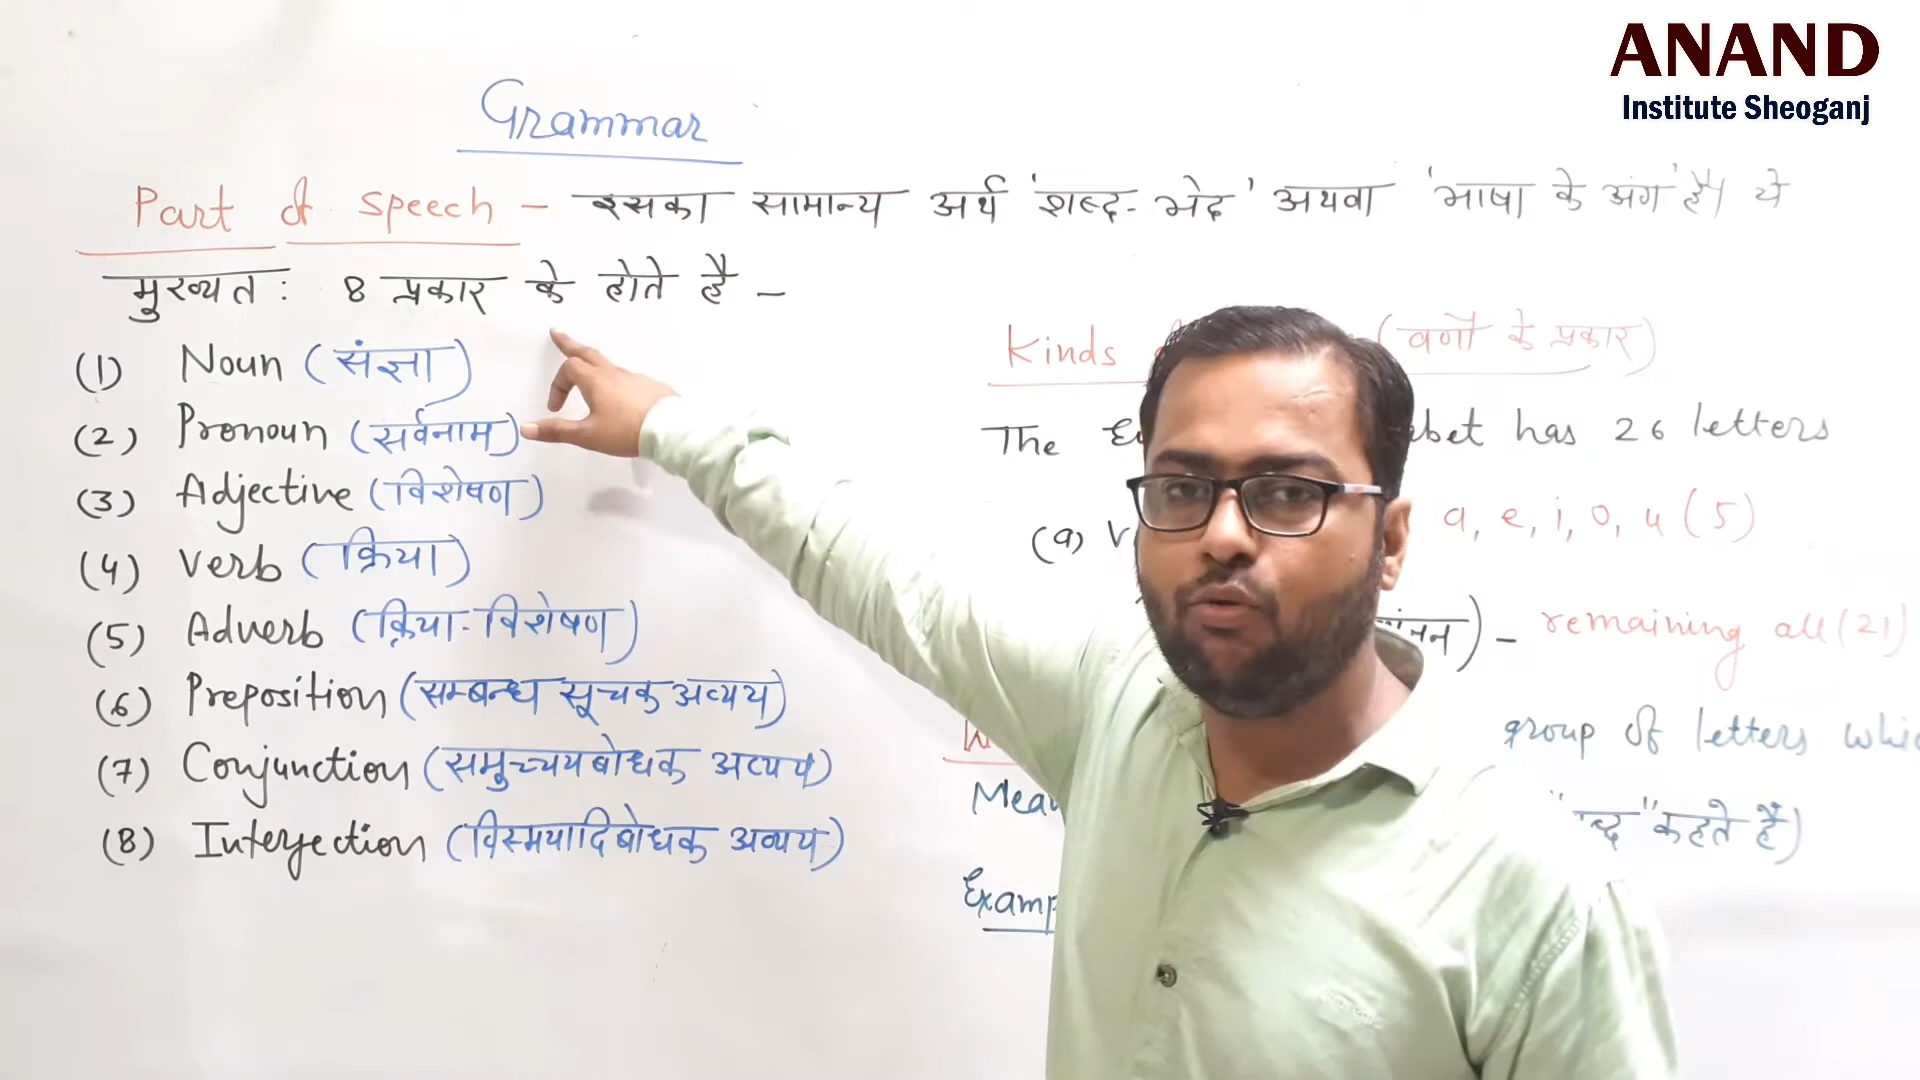 ANAND
Institute Sheoganj
Grammar
Part of speech - इसका सामान्य अर्थ 'शब्द-भेद' अथवा 'भाषा के अंग' है। ये
मुख्यतः 8 प्रकार के होते है -
(1) Noun (संज्ञा)
(2) Pronoun (सर्वनाम)
(3) Adjective (विशेषण)
(4) Verb (क्रिया)
(5) Adverb (क्रिया-विशेषण)
(6) Preposition (सम्बन्ध सूचक अव्यय)
(7) Conjunction (समुच्चयबोधक अव्यय)
(8) Interjection (विस्मयादिबोधक अव्यय)
Kinds (वर्णों के प्रकार)
The has 26 letters
(a) a, e, i, o, u (5)
- remaining all (21)
group of letters
कहते है)